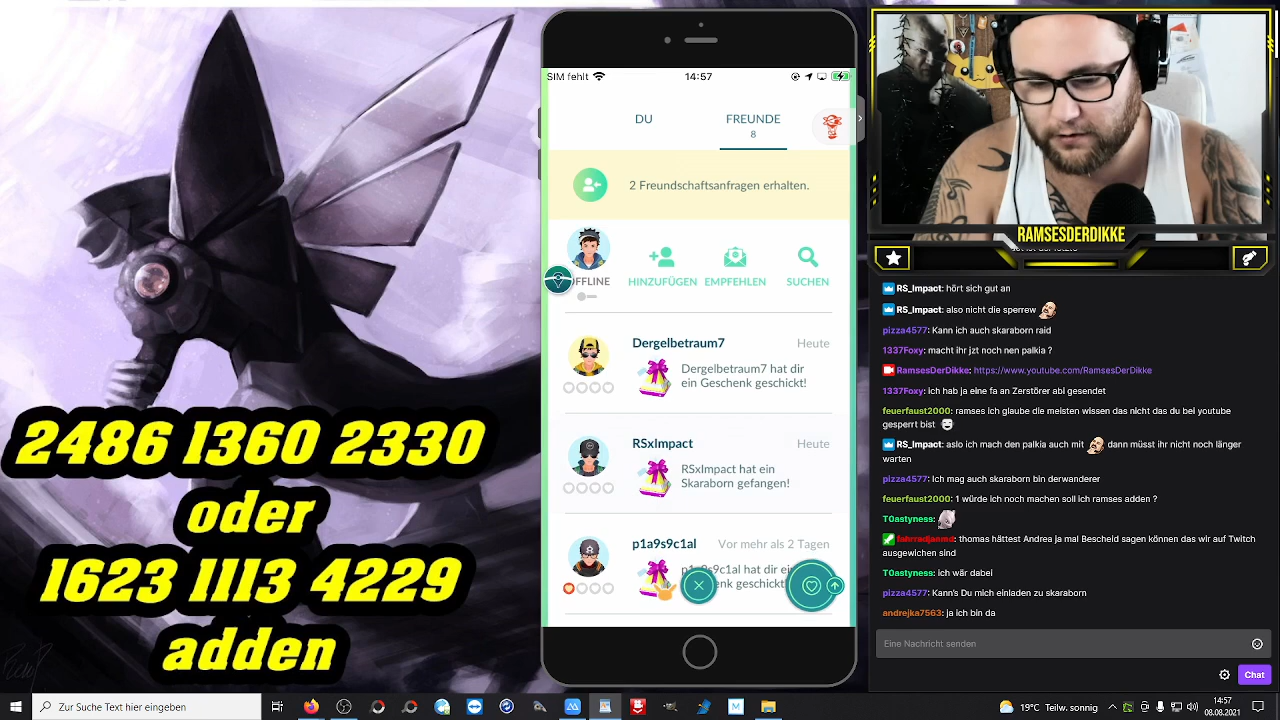 SIM fehlt
14:57
DU
FREUNDE
8
2 Freundschaftsanfragen erhalten.
HINZUFÜGEN
EMPFEHLEN
SUCHEN
Dergelbetraum7
Heute
Dergelbetraum7 hat dir
ein Geschenk geschickt!
RSxImpact
Heute
RSxImpact hat ein
Skaraborn gefangen!
p1a9s9c1al
Vor mehr als 2 Tagen
2486 1360 2330
oder
1623 1113 4229
adden
RAMSESDERDIKKE
RS_Impact: hört sich gut an
RS_Impact: also nicht die sperrew
pizza4577: Kann ich auch skaraborn raid
1337Foxy: macht ihr jzt noch nen palkia ?
RamsesDerDikke: https://www.youtube.com/RamsesDerDikke
1337Foxy: ich hab ja eine fa an Zerstörer abi gesendet
feuerfaust2000: ramses ich glaube die meisten wissen das nicht das du bei youtube
gesperrt bist
RS_Impact: aslo ich mach den palkia auch mit dann müsst ihr nicht noch länger
warten
pizza4577: Ich mag auch skaraborn bin derwanderer
feuerfaust2000: 1 würde ich noch machen soll ich ramses adden ?
T0astyness:
fahrradjanmd: thomas hättest Andrea ja mal Bescheid sagen können das wir auf Twitch
ausgewichen sind
T0astyness: ich wär dabei
pizza4577: Kann's Du mich einladen zu skaraborn
andrejka7563: ja ich bin da
Eine Nachricht senden
Chat
Zur Suche Text hier eingeben
19°C Teilw. sonnig
14:57
08.08.2021